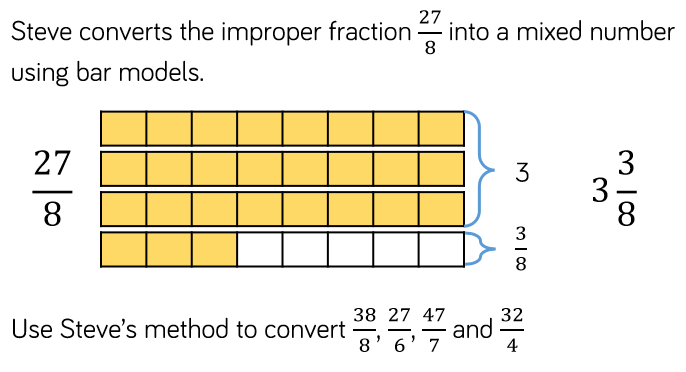 Steve converts the improper fraction 27/8 into a mixed number
using bar models.
27/8
3
3/8
3 3/8
Use Steve's method to convert 38/8, 27/6, 47/7 and 32/4